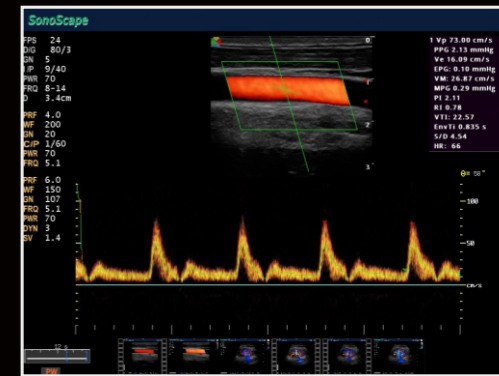 SonoScape
FPS 24
D/G 80/3
GN 5
I/P 9/40
PWR 70
FRQ 8-14
D 3.4cm
PRF 4.0
WF 200
GN 20
C/P 1/60
PWR 70
FRQ 5.1
PRF 6.0
WF 150
GN 107
FRQ 5.1
PWR 70
DYN 3
SV 1.4
0
1
2
3
1 Vp 73.00 cm/s
PPG 2.13 mmHg
Ve 16.09 cm/s
EPG: 0.10 mmHg
VM: 26.87 cm/s
MPG 0.29 mmHg
PI 2.11
RI 0.78
VTI: 22.57
EnvTi 0.835 s
S/D 4.54
HR: 66
100
50
cm/s
12 s
PW